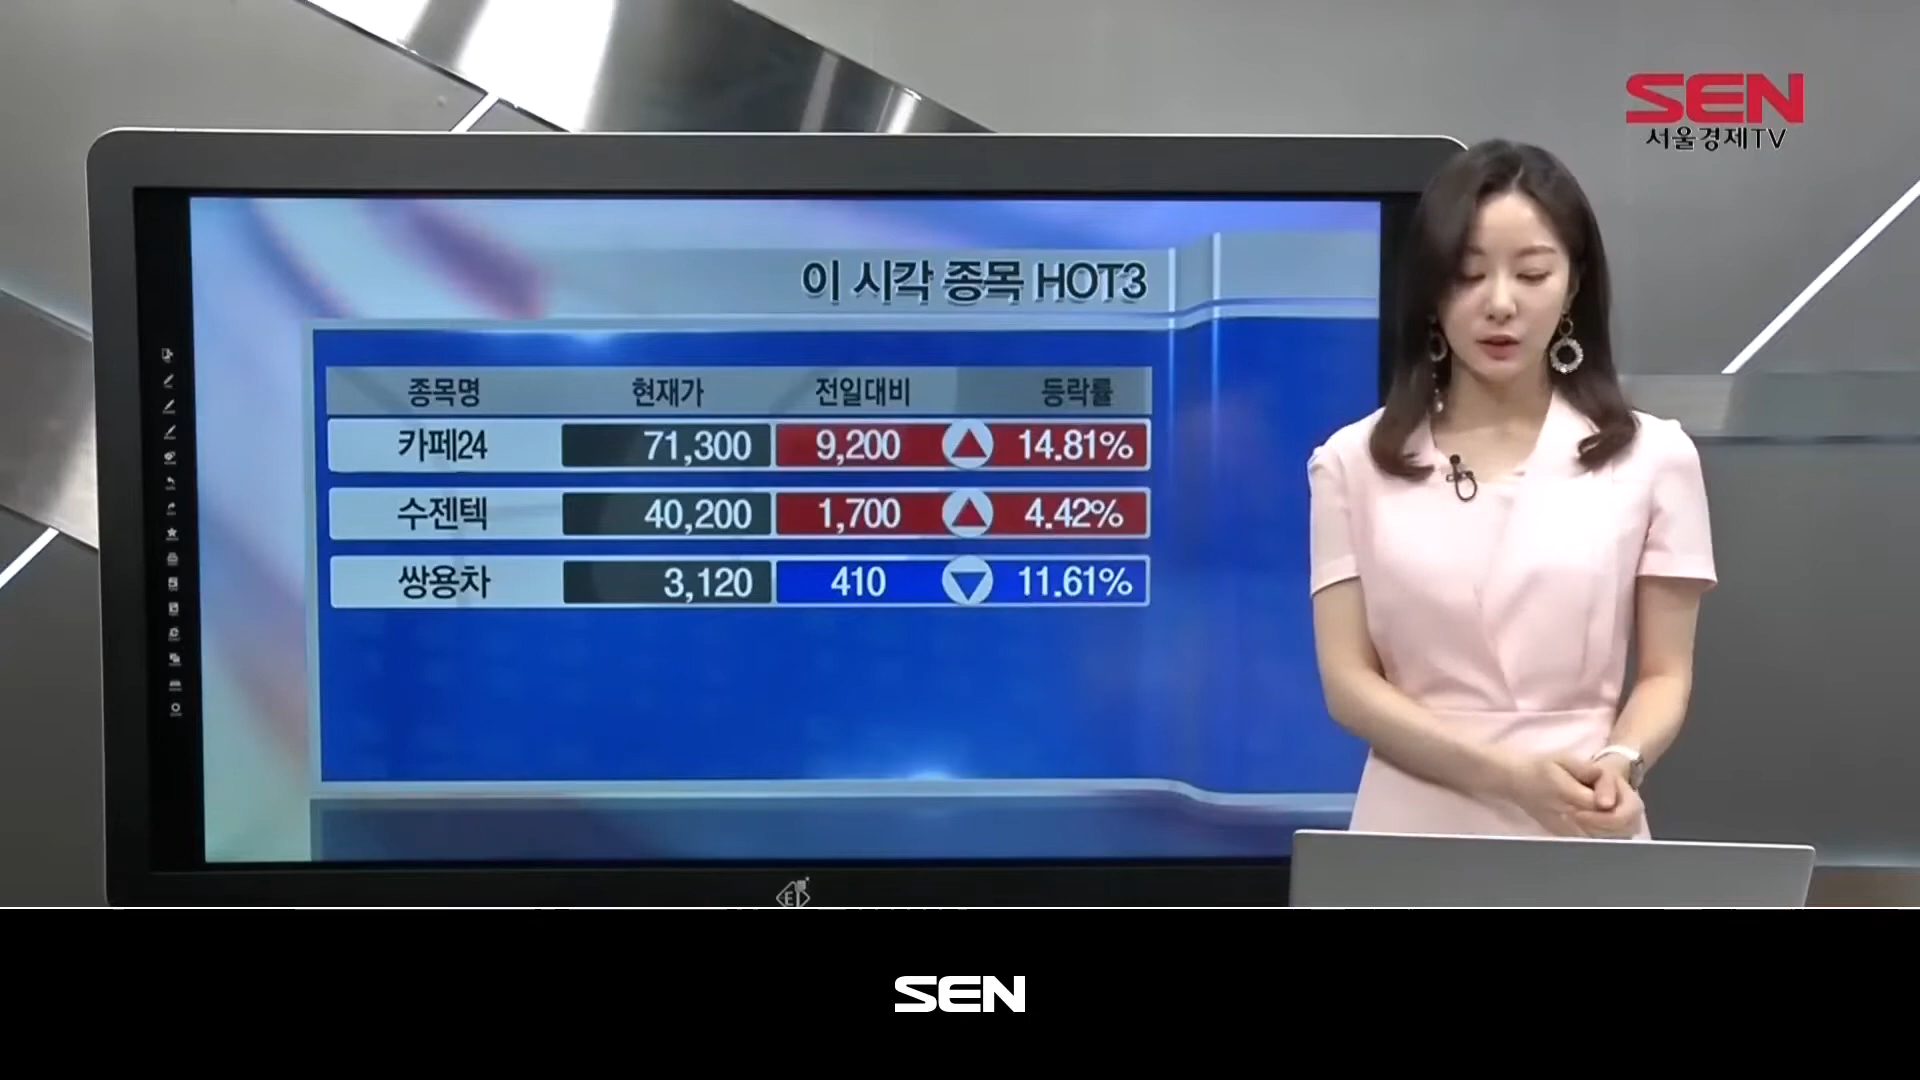 SEN
서울경제TV
이 시각 종목 HOT3
종목명 현재가 전일대비 등락률
카페24 71,300 9,200 ▲ 14.81%
수젠텍 40,200 1,700 ▲ 4.42%
쌍용차 3,120 410 ▼ 11.61%
SEN